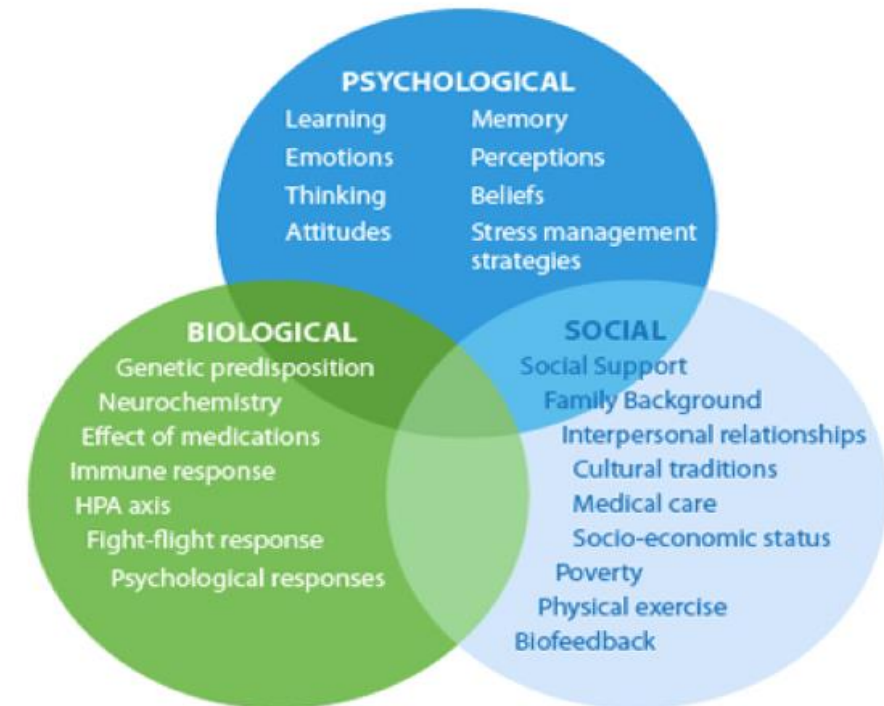 PSYCHOLOGICAL
Learning
Emotions
Thinking
Attitudes
Memory
Perceptions
Beliefs
Stress management
strategies
BIOLOGICAL
Genetic predisposition
Neurochemistry
Effect of medications
Immune response
HPA axis
Fight-flight response
Psychological responses
SOCIAL
Social Support
Family Background
Interpersonal relationships
Cultural traditions
Medical care
Socio-economic status
Poverty
Physical exercise
Biofeedback